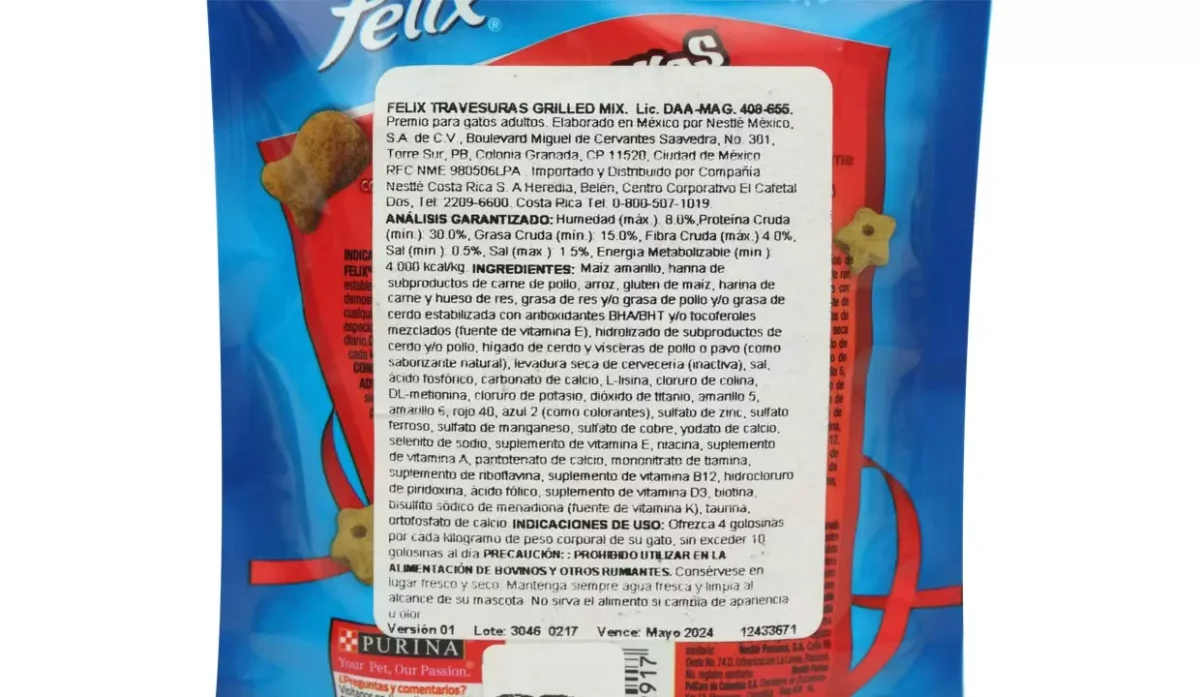 felix®
FELIX TRAVESURAS GRILLED MIX. Lic. DAA-MAG. 408-655.
Premio para gatos adultos. Elaborado en México por Nestlé México,
S.A. de C.V., Boulevard Miguel de Cervantes Saavedra, No. 301,
Torre Sur, PB, Colonia Granada, CP 11520, Ciudad de México
RFC NME 980506LPA. Importado y Distribuido por Compañía
Nestlé Costa Rica S. A Heredia, Belén, Centro Corporativo El Cafetal
Dos, Tel: 2209-6600. Costa Rica Tel. 0-800-507-1019.
ANÁLISIS GARANTIZADO: Humedad (máx.) 8.0%,Proteína Cruda
(mín.) 30.0%, Grasa Cruda (mín.) 15.0%, Fibra Cruda (máx.) 4.0%,
Sal (mín.) 0.5%, Sal (max.) 1.5%, Energía Metabolizable (mín.)
4.000 kcal/kg. INGREDIENTES: Maíz amarillo, harina de
subproductos de carne de pollo, arroz, gluten de maíz, harina de
carne y hueso de res, grasa de res y/o grasa de pollo y/o grasa de
cerdo estabilizada con antioxidantes BHA/BHT y/o tocoferoles
mezclados (fuente de vitamina E), hidrolizado de subproductos de
cerdo y/o pollo, hígado de cerdo y vísceras de pollo o pavo (como
saborizante natural), levadura seca de cervecería (inactiva), sal,
ácido fosfórico, carbonato de calcio, L-lisina, cloruro de colina,
DL-metionina, cloruro de potasio, dióxido de titanio, amarillo 5,
amarillo 6, rojo 40, azul 2 (como colorantes), sulfato de zinc, sulfato
ferroso, sulfato de manganeso, sulfato de cobre, yodato de calcio,
selenito de sodio, suplemento de vitamina E, niacina, suplemento
de vitamina A, pantotenato de calcio, mononitrato de tiamina,
suplemento de riboflavina, suplemento de vitamina B12, hidrocloruro
de piridoxina, ácido fólico, suplemento de vitamina D3, biotina,
bisulfito sódico de menadiona (fuente de vitamina K), taurina,
ortofosfato de calcio INDICACIONES DE USO: Ofrezca 4 golosinas
por cada kilogramo de peso corporal de su gato, sin exceder 10
golosinas al día PRECAUCIÓN: : PROHIBIDO UTILIZAR EN LA
ALIMENTACIÓN DE BOVINOS Y OTROS RUMIANTES. Consérvese en
lugar fresco y seco. Mantenga siempre agua fresca y limpia al
alcance de su mascota. No sirva el alimento si cambia de apariencia
u olor.
Versión 01 Lote: 3046 0217 Vence: Mayo 2024 12433671
PURINA
Your Pet, Our Passion.®
¿Preguntas y comentarios?
917